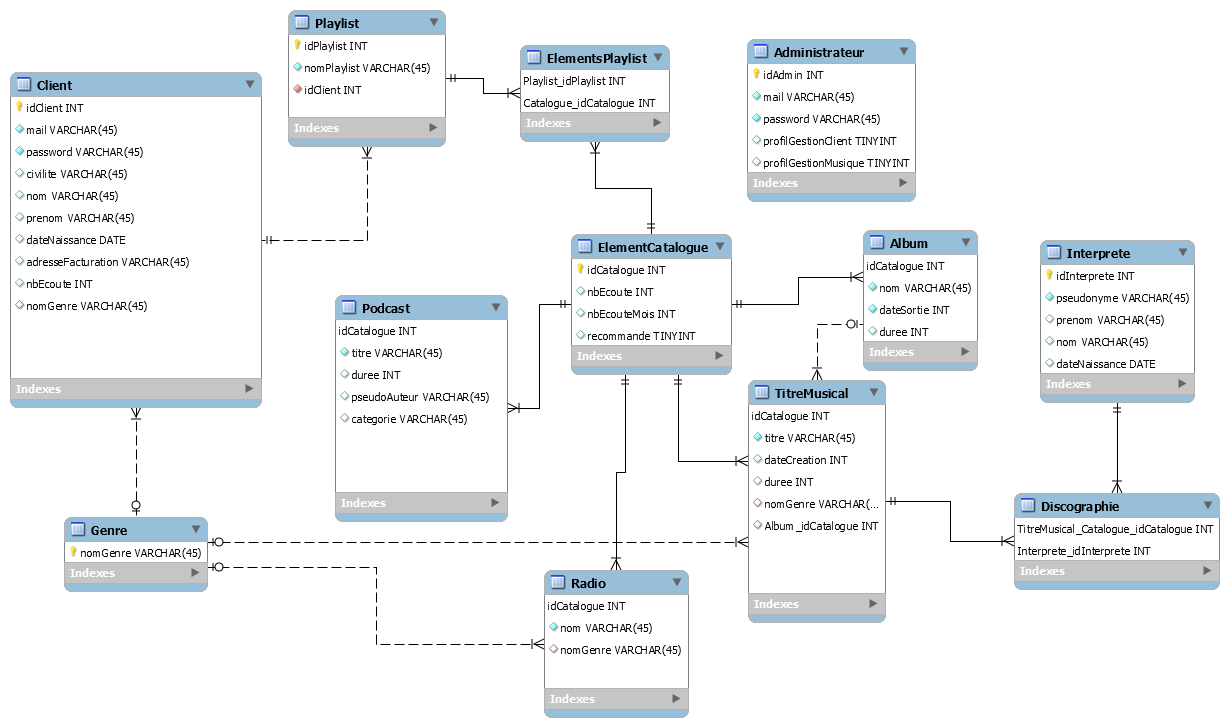 Playlist
idPlaylist INT
nomPlaylist VARCHAR(45)
idClient INT
Indexes
ElementsPlaylist
Playlist_idPlaylist INT
Catalogue_idCatalogue INT
Indexes
Administrateur
idAdmin INT
mail VARCHAR(45)
password VARCHAR(45)
profilGestionClient TINYINT
profilGestionMusique TINYINT
Indexes
Client
idClient INT
mail VARCHAR(45)
password VARCHAR(45)
civilite VARCHAR(45)
nom VARCHAR(45)
prenom VARCHAR(45)
dateNaissance DATE
adresseFacturation VARCHAR(45)
nbEcoute INT
nomGenre VARCHAR(45)
Indexes
ElementCatalogue
idCatalogue INT
nbEcoute INT
nbEcouteMois INT
recommande TINYINT
Indexes
Album
idCatalogue INT
nom VARCHAR(45)
dateSortie INT
duree INT
Indexes
Interprete
idInterprete INT
pseudonyme VARCHAR(45)
prenom VARCHAR(45)
nom VARCHAR(45)
dateNaissance DATE
Indexes
Podcast
idCatalogue INT
titre VARCHAR(45)
duree INT
pseudoAuteur VARCHAR(45)
categorie VARCHAR(45)
Indexes
TitreMusical
idCatalogue INT
titre VARCHAR(45)
dateCreation INT
duree INT
nomGenre VARCHAR(...
Album_idCatalogue INT
Indexes
Discographie
TitreMusical_Catalogue_idCatalogue INT
Interprete_idInterprete INT
Indexes
Genre
nomGenre VARCHAR(45)
Indexes
Radio
idCatalogue INT
nom VARCHAR(45)
nomGenre VARCHAR(45)
Indexes